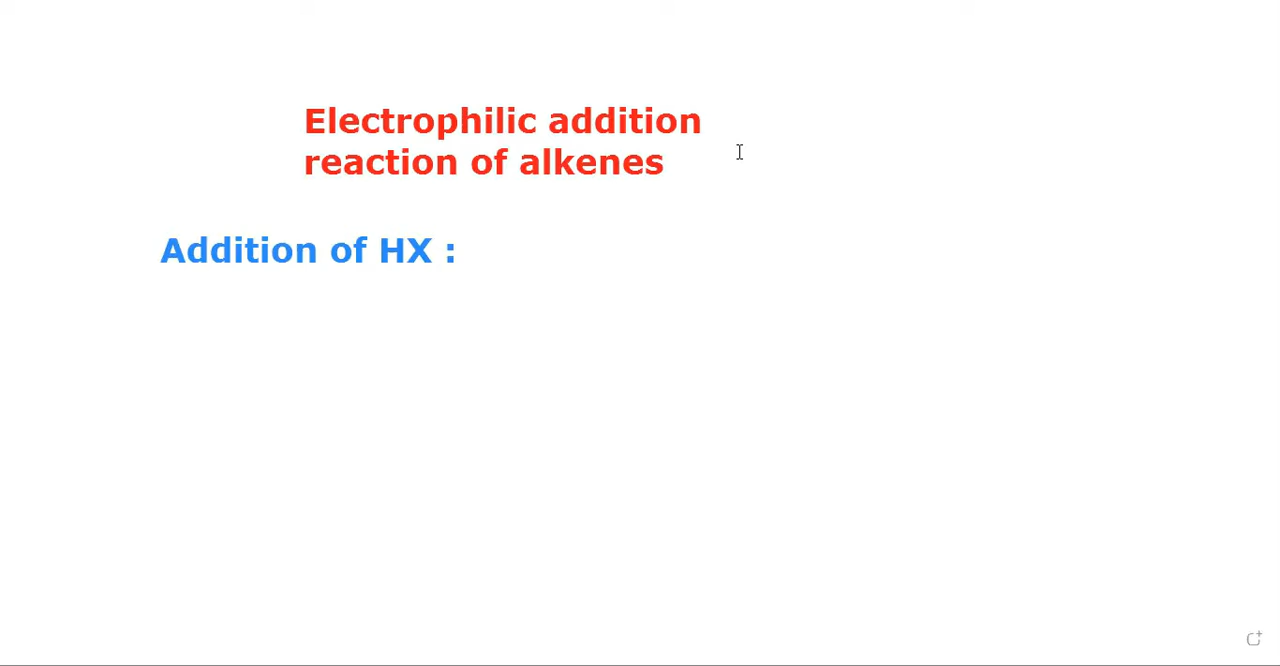 Electrophilic addition
reaction of alkenes
Addition of HX :